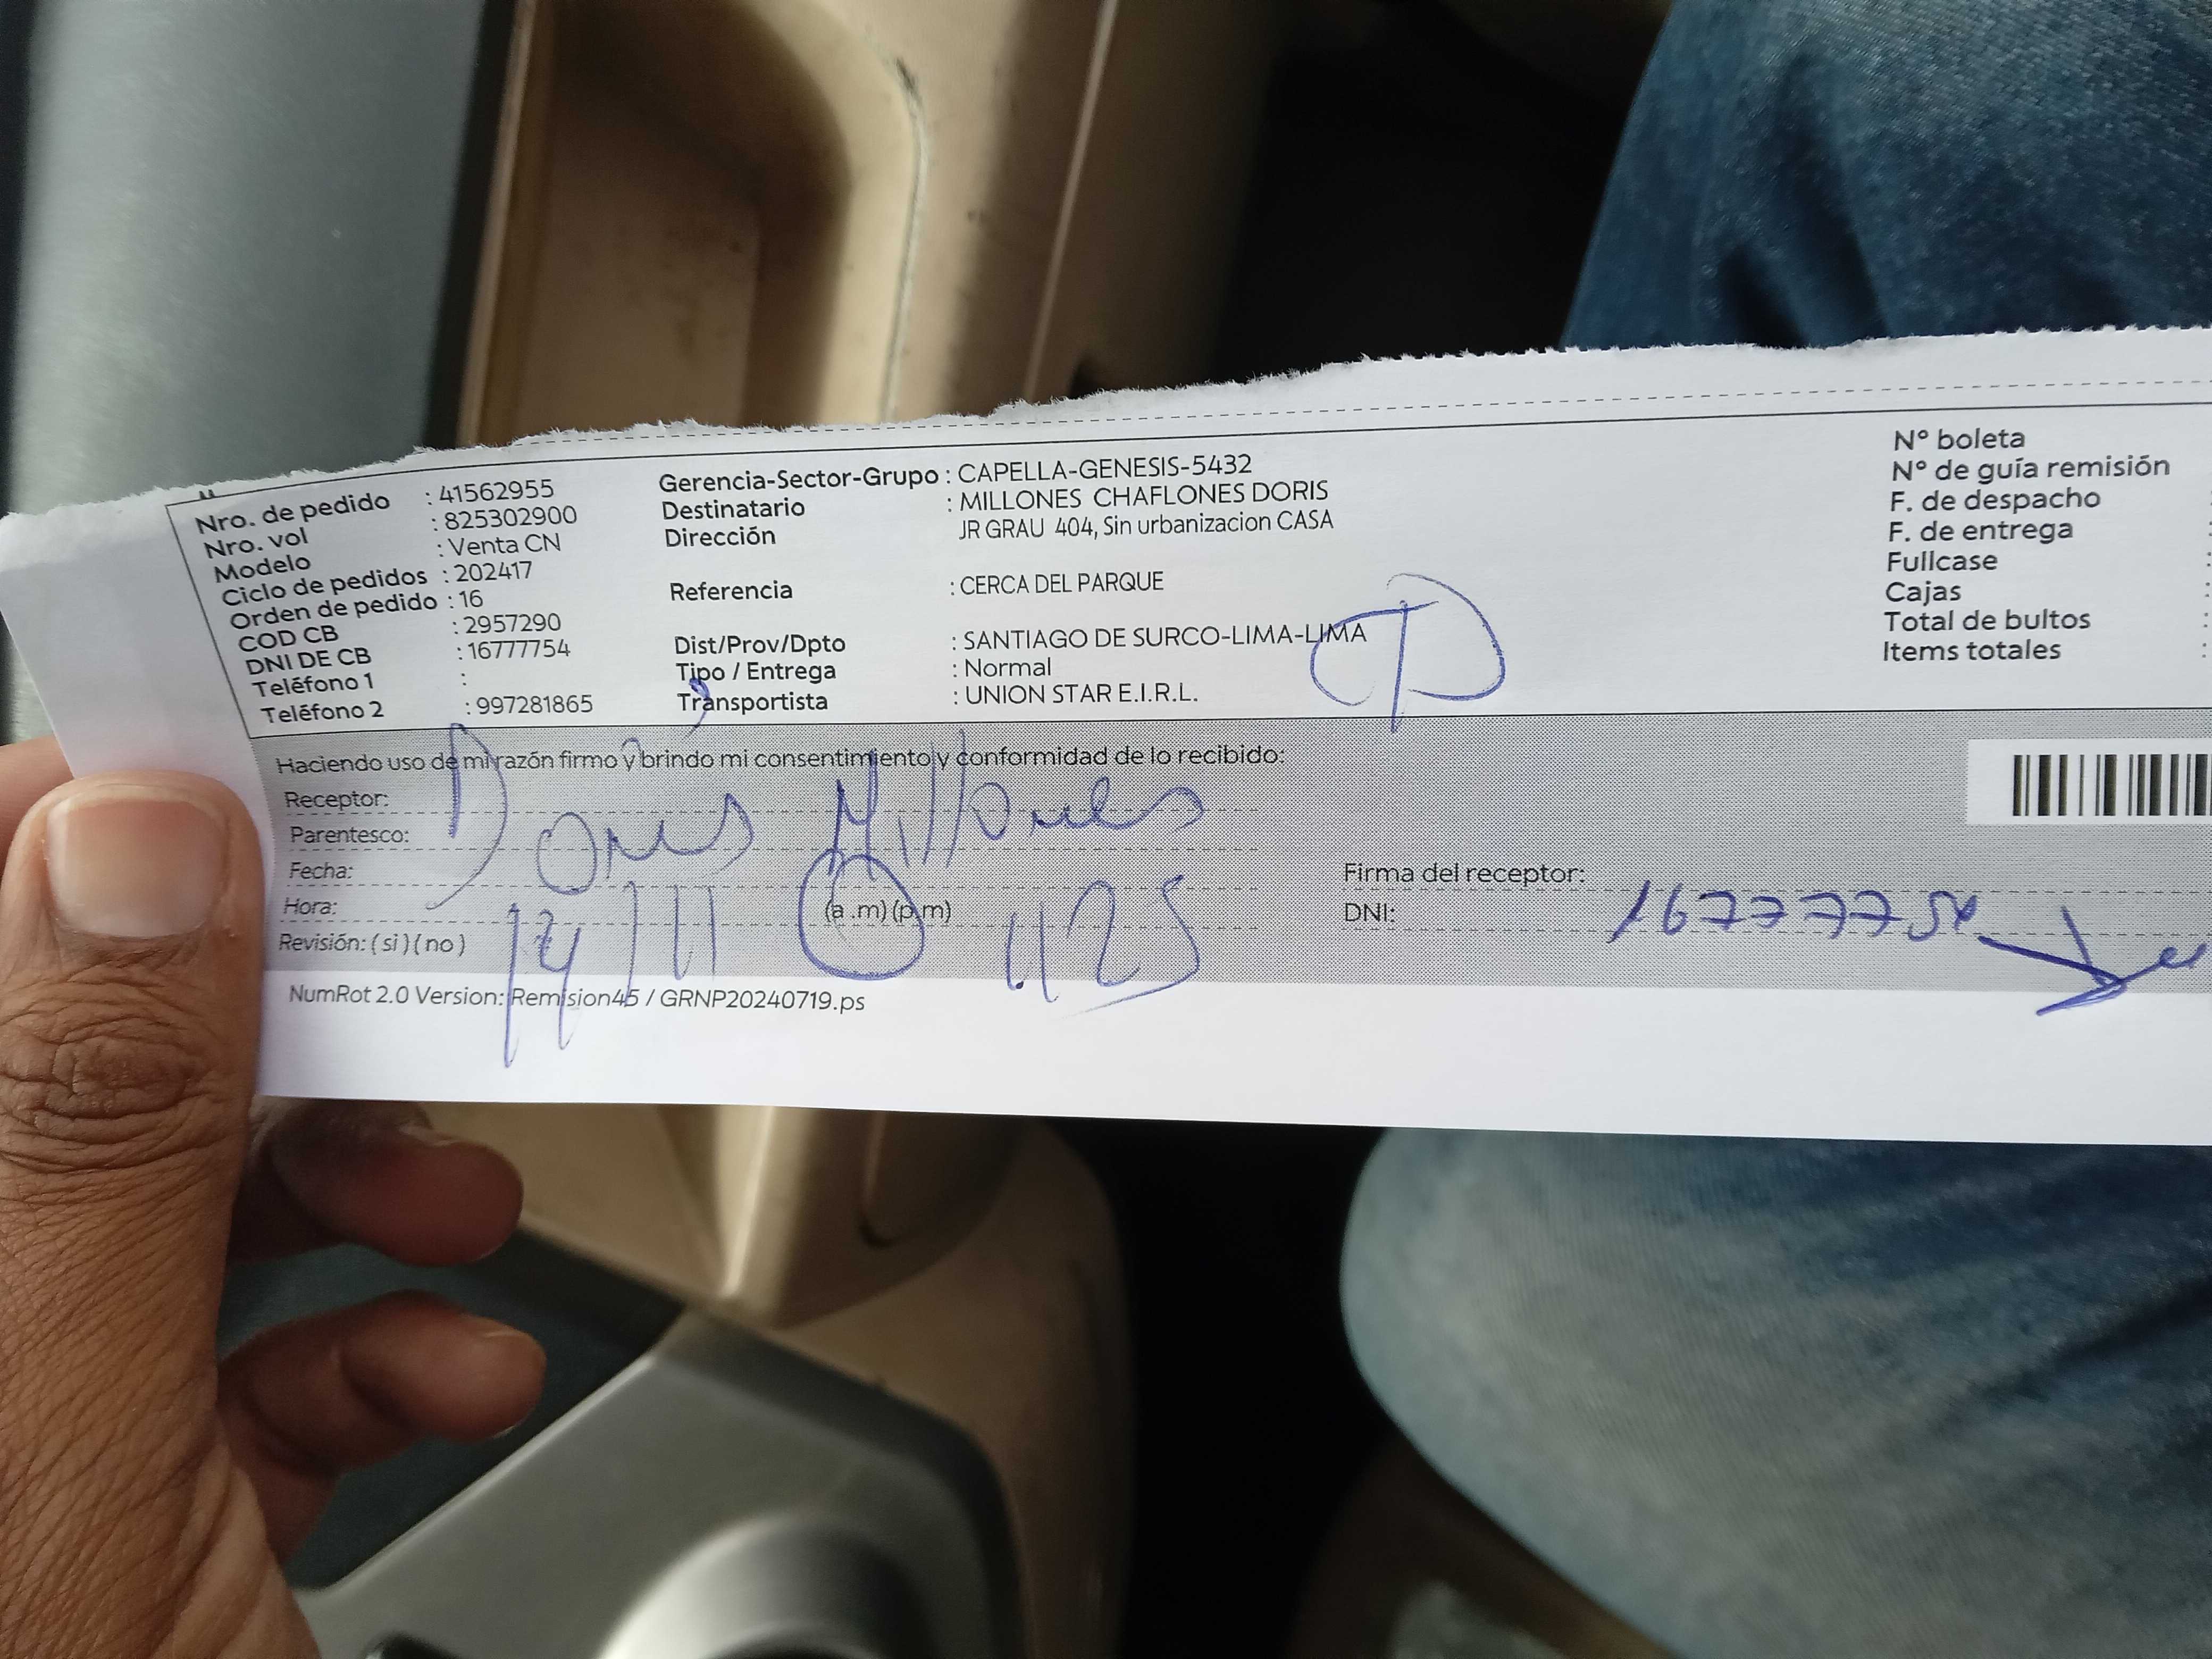 Nro. de pedido : 41562955
Nro. vol : 825302900
Modelo : Venta CN
Ciclo de pedidos : 202417
Orden de pedido : 16
COD CB : 2957290
DNI DE CB : 16777754
Teléfono 1 :
Teléfono 2 : 997281865
Gerencia-Sector-Grupo : CAPELLA-GENESIS-5432
Destinatario : MILLONES CHAFLONES DORIS
Dirección JR GRAU 404, Sin urbanizacion CASA
Referencia : CERCA DEL PARQUE
Dist/Prov/Dpto : SANTIAGO DE SURCO-LIMA-LIMA
Tipo / Entrega : Normal
Transportista : UNION STAR E.I.R.L.
N° boleta
N° de guía remisión
F. de despacho
F. de entrega
Fullcase
Cajas
Total de bultos
Items totales
Haciendo uso de mi razón firmo y brindo mi consentimiento y conformidad de lo recibido:
Receptor: Doris Millones
Parentesco:
Fecha:
Hora: (a .m) (p.m)
14/11 1125
Revisión: (si) (no)
Firma del receptor:
DNI: 16777754
NumRot 2.0 Version: Remision45 / GRNP20240719.ps